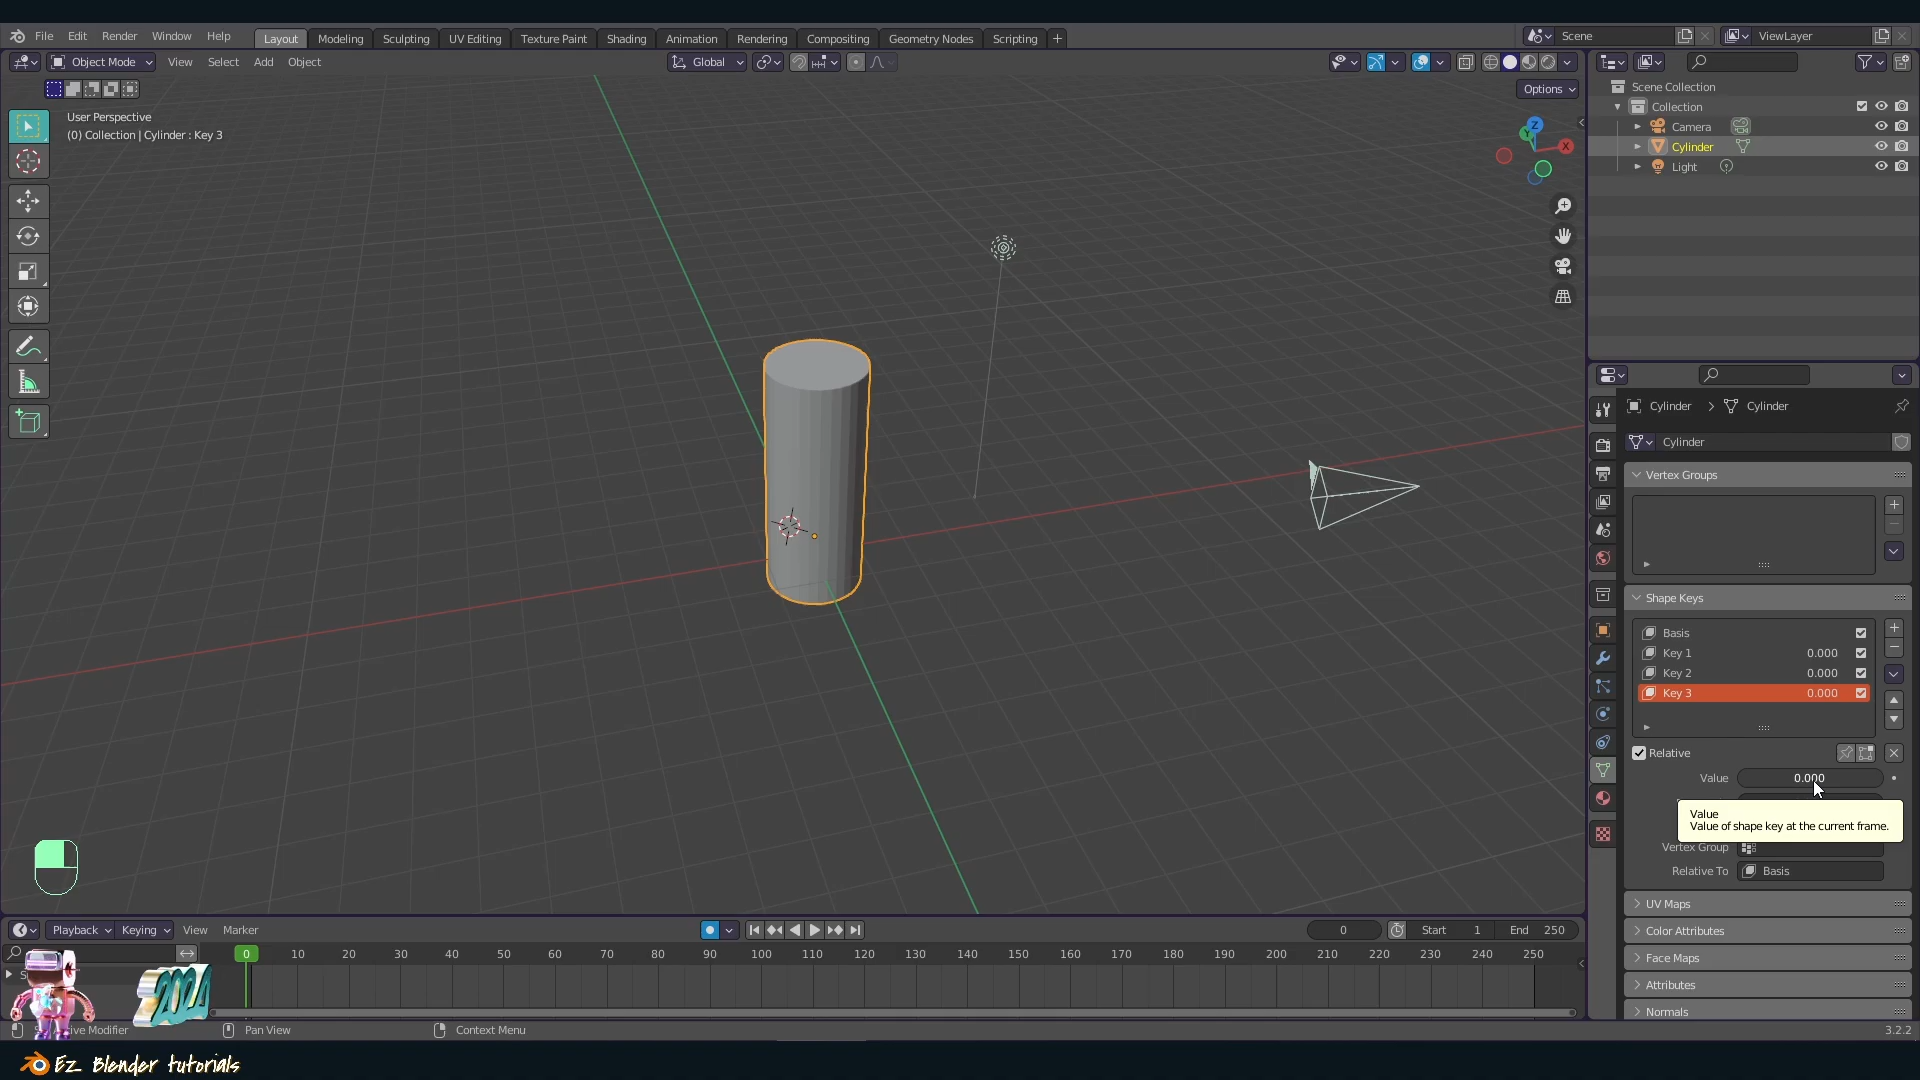 File Edit Render Window Help Layout Modeling Sculpting UV Editing Texture Paint Shading Animation Rendering Compositing Geometry Nodes Scripting + Scene ViewLayer
Object Mode View Select Add Object Global
Options
User Perspective
(0) Collection | Cylinder : Key 3
Z
Y
X
Scene Collection
Collection
Camera
Cylinder
Light
Cylinder > Cylinder
Cylinder
Vertex Groups
Shape Keys
Basis
Key 1 0.000
Key 2 0.000
Key 3 0.000
Relative
Value 0.000
Value
Value of shape key at the current frame.
Vertex Group
Relative To Basis
UV Maps
Color Attributes
Face Maps
Attributes
Normals
Playback Keying View Marker 0 Start 1 End 250
0 10 20 30 40 50 60 70 80 90 100 110 120 130 140 150 160 170 180 190 200 210 220 230 240 250
2024
Modifier Pan View Context Menu 3.2.2
Ez Blender tutorials